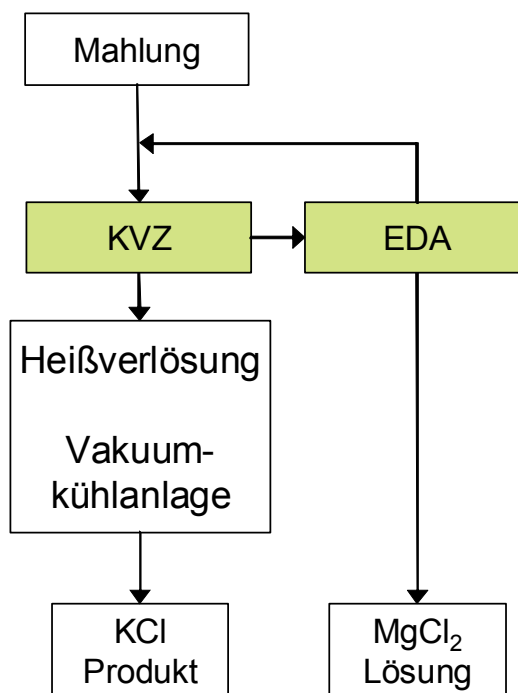 Mahlung
KVZ
EDA
Heißverlösung
Vakuum-
kühlanlage
KCl
Produkt
MgCl₂
Lösung